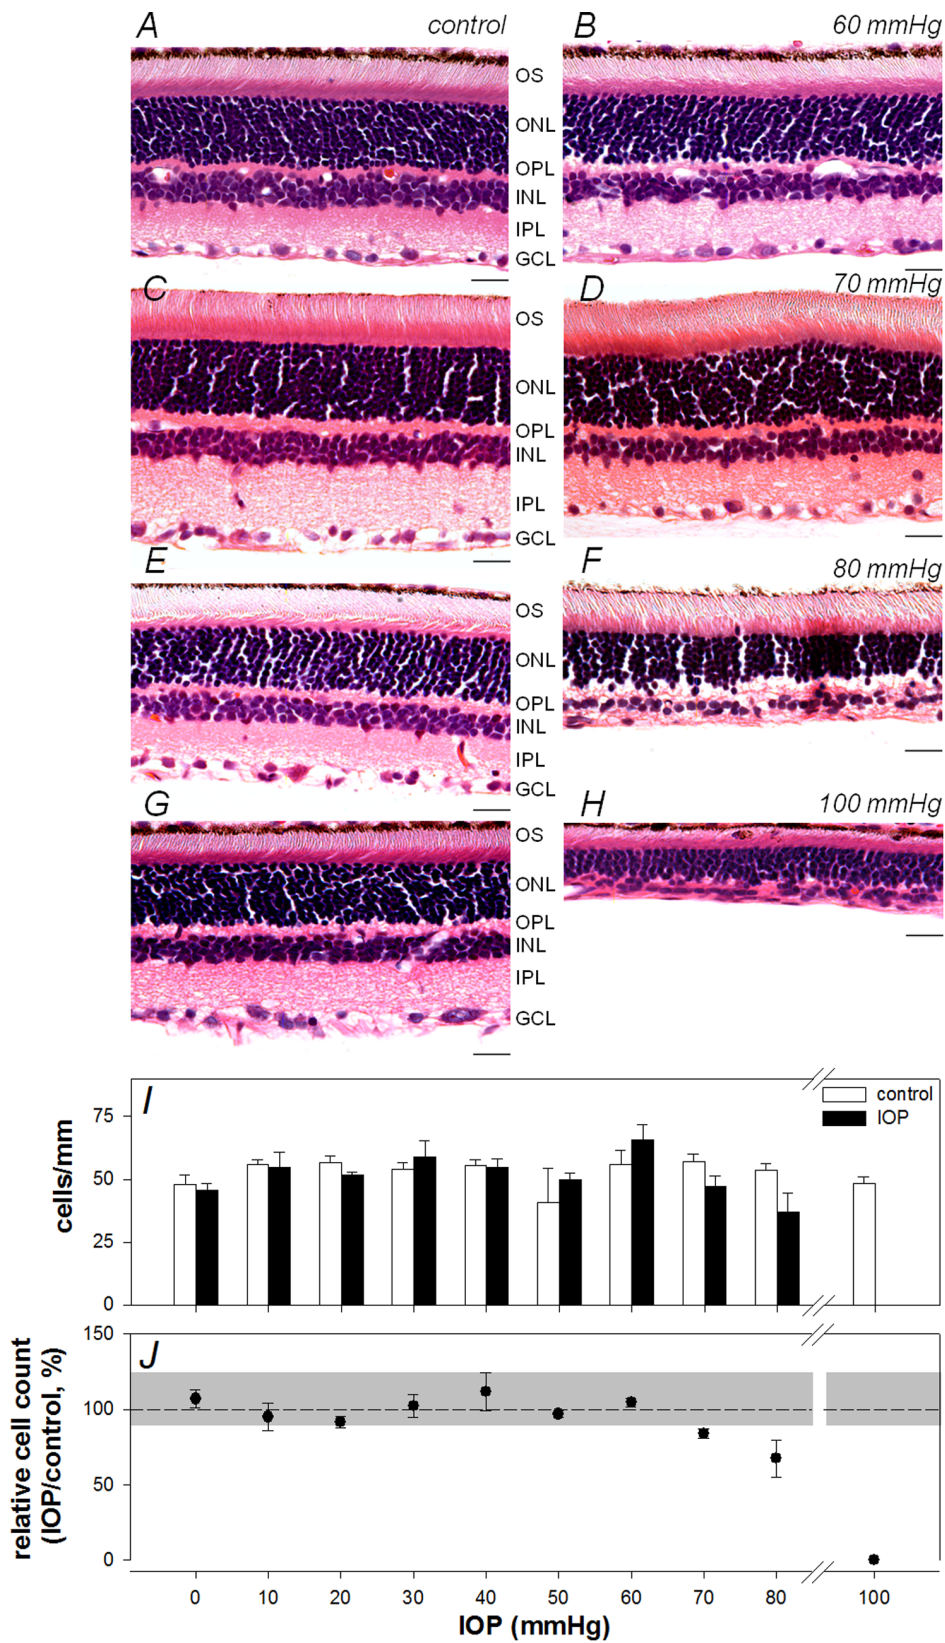 A control B 60 mmHg
OS
ONL
OPL
INL
IPL
GCL
C D 70 mmHg
OS
ONL
OPL
INL
IPL
GCL
E F 80 mmHg
OS
ONL
OPL
INL
IPL
GCL
G H 100 mmHg
OS
ONL
OPL
INL
IPL
GCL
I
control
IOP
75
50
25
0
cells/mm
J
150
100
50
0
relative cell count
(IOP/control, %)
0 10 20 30 40 50 60 70 80 100
IOP (mmHg)